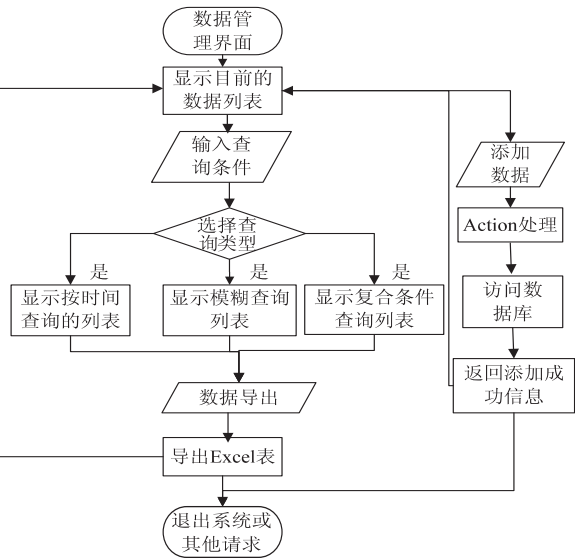 数据管
理界面
显示目前的
数据列表
输入查
询条件
添加
数据
选择查
询类型
Action处理
是
是
是
显示按时间
查询的列表
显示模糊查询
列表
显示复合条件
查询列表
访问数
据库
返回添加成
功信息
数据导出
导出Excel表
退出系统或
其他请求